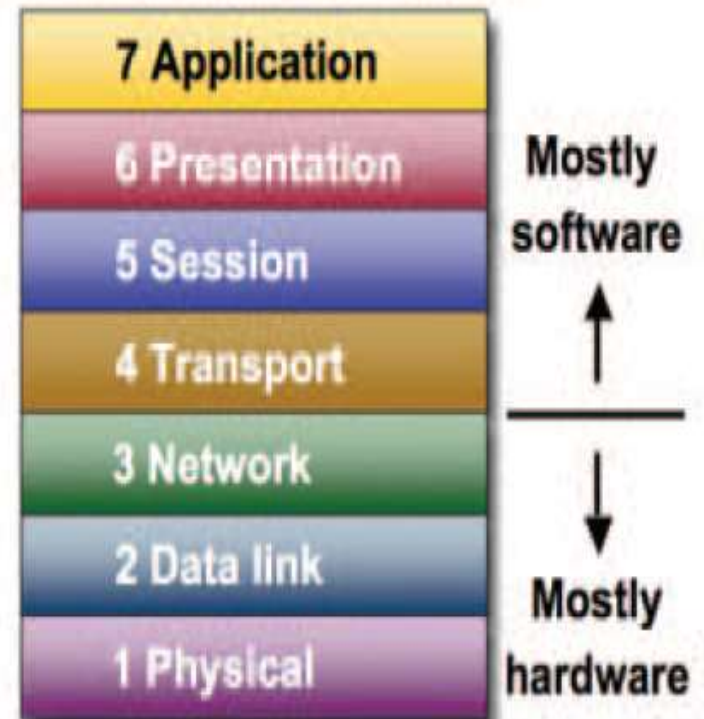 7 Application
6 Presentation
5 Session
4 Transport
3 Network
2 Data link
1 Physical
Mostly
software
Mostly
hardware